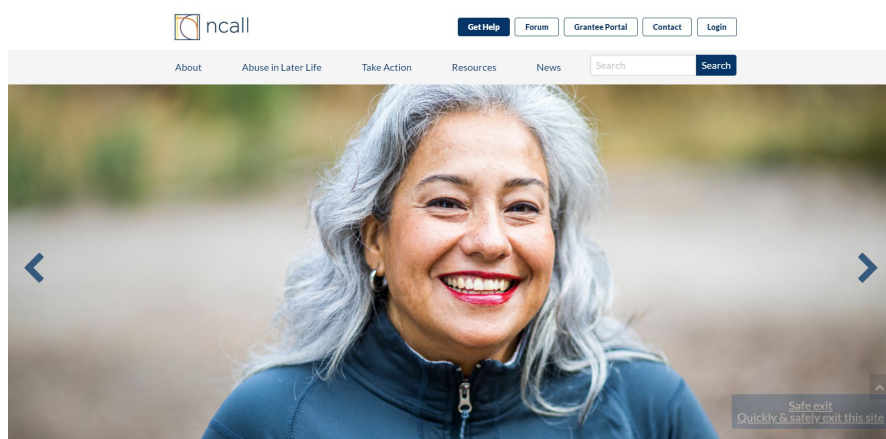 ncall
Get Help Forum Grantee Portal Contact Login
About Abuse in Later Life Take Action Resources News Search Search
Safe exit
Quickly & safely exit this site